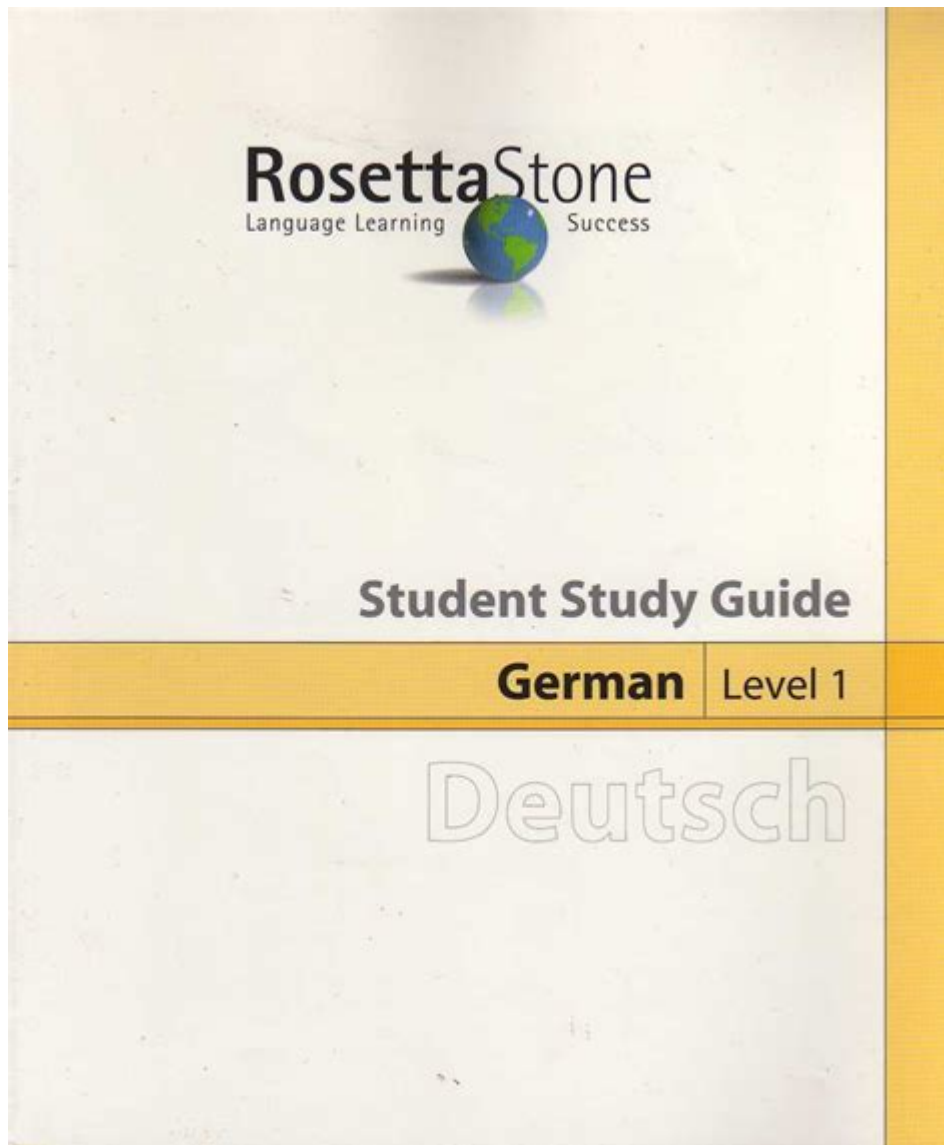 RosettaStone
Language Learning Success
Student Study Guide
German Level 1
Deutsch